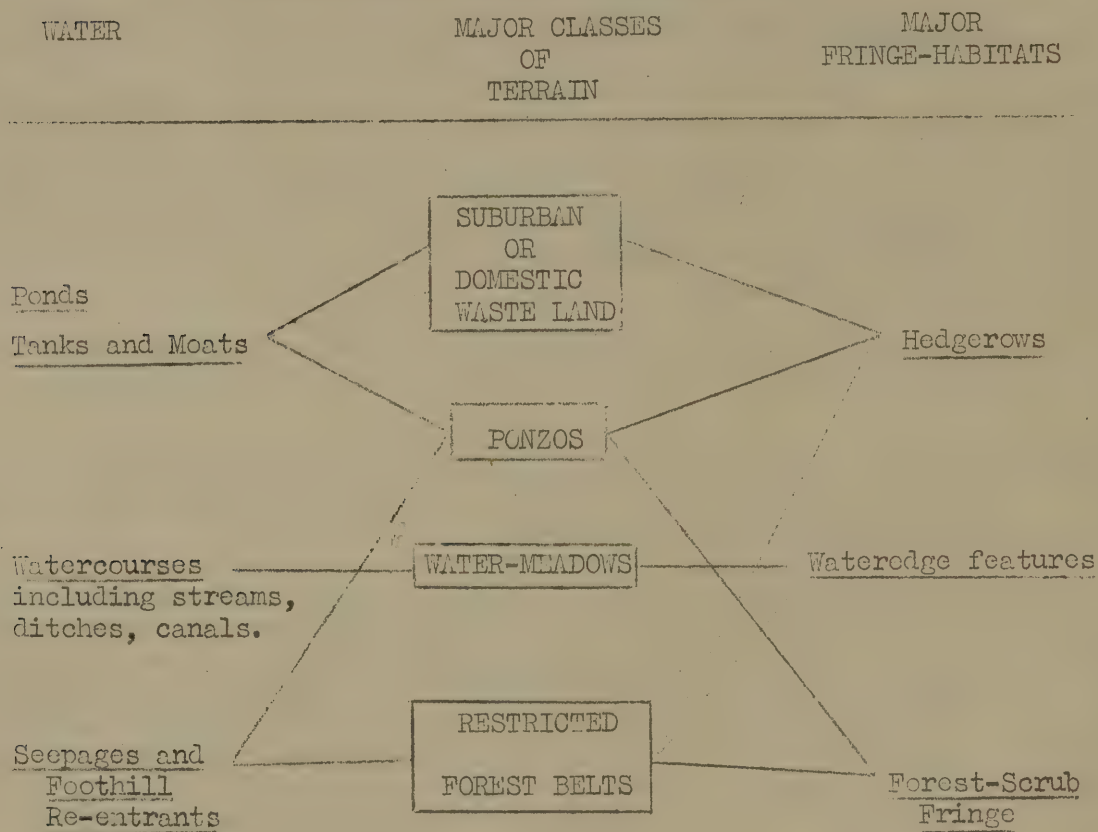 WATER
MAJOR CLASSES
OF
TERRAIN
MAJOR
FRINGE-HABITATS
SUBURBAN
OR
DOMESTIC
WASTE LAND
Ponds
Tanks and Moats
Hedgerows
PONZOS
Watercourses
including streams,
ditches, canals.
WATER-MEADOWS
Wateredge features
Seepages and
Foothill
Re-entrants
RESTRICTED
FOREST BELTS
Forest-Scrub
Fringe